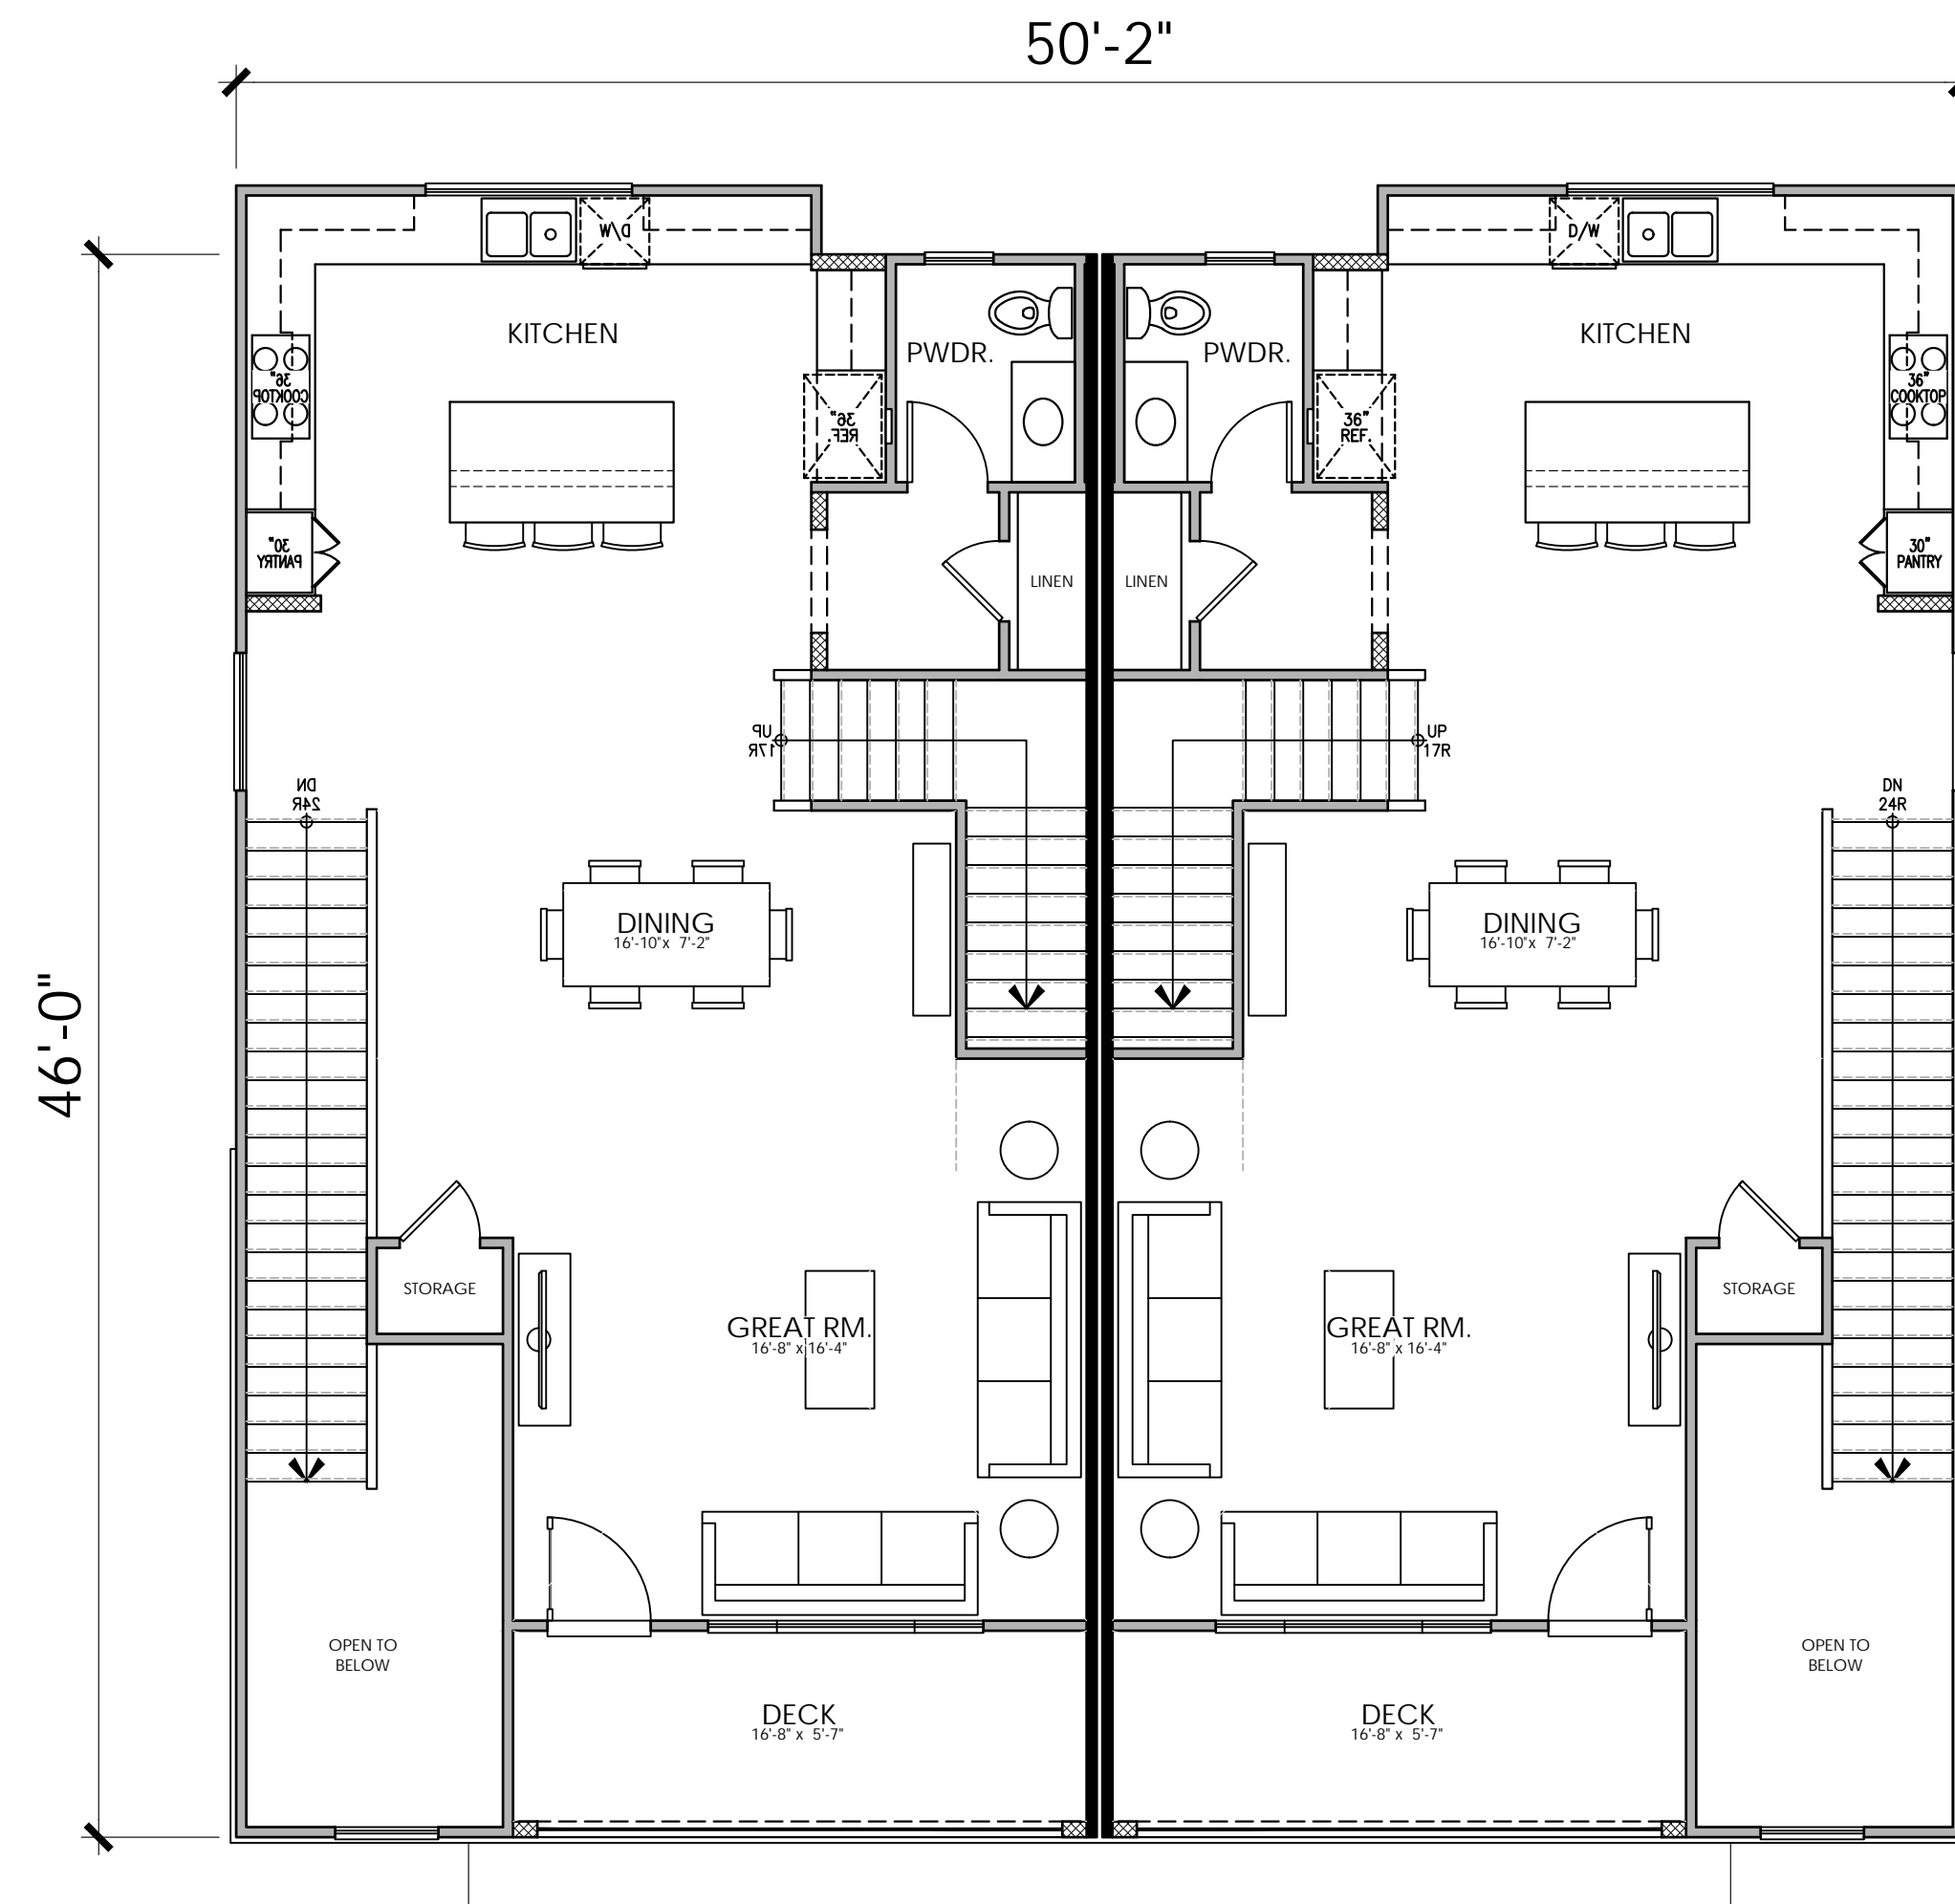 50'-2"
46'-0"
D/W
D/W
KITCHEN
KITCHEN
PWDR.
PWDR.
36"
COOKTOP
36"
COOKTOP
36"
REF.
36"
REF.
30"
PANTRY
30"
PANTRY
LINEN
LINEN
UP
17R
UP
17R
DN
24R
DN
24R
DINING
16'-10"x 7'-2"
DINING
16'-10"x 7'-2"
STORAGE
STORAGE
GREAT RM.
16'-8" x 16'-4"
GREAT RM.
16'-8" x 16'-4"
OPEN TO
BELOW
OPEN TO
BELOW
DECK
16'-8" x 5'-7"
DECK
16'-8" x 5'-7"